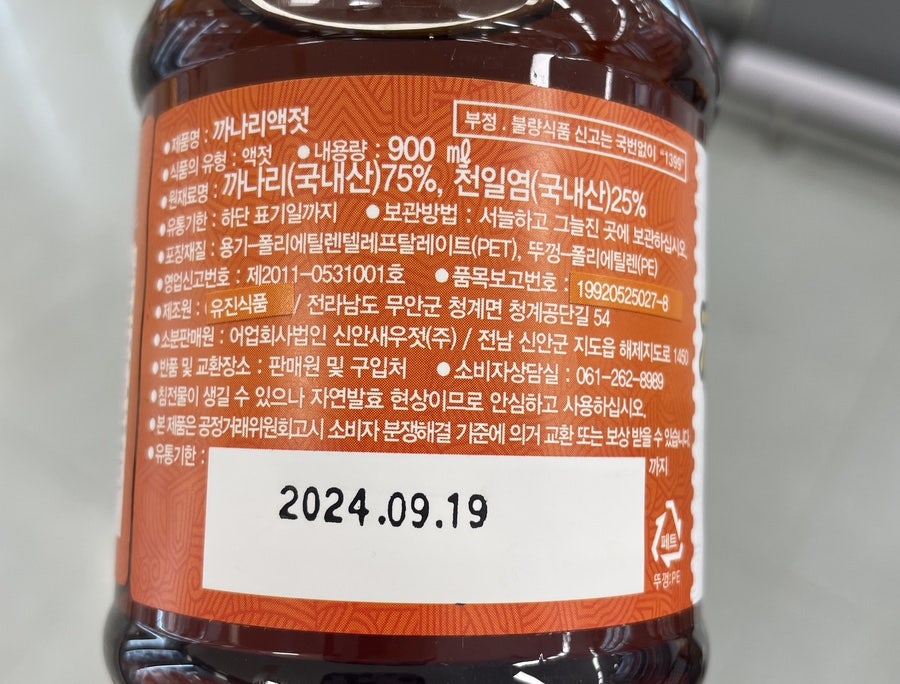 부정 . 불량식품 신고는 국번없이 "1399"
●제품명 : 까나리액젓
●식품의 유형 : 액젓 ●내용량 : 900 ㎖
●원재료명 : 까나리(국내산)75%, 천일염(국내산)25%
●유통기한 : 하단 표기일까지 ●보관방법 : 서늘하고 그늘진 곳에 보관하십시오.
●포장재질 : 용기-폴리에틸렌텔레프탈레이트(PET), 뚜껑-폴리에틸렌(PE)
●영업신고번호 : 제2011-0531001호 ●품목보고번호 : 19920525027-8
●제조원 : 유진식품 / 전라남도 무안군 청계면 청계공단길 54
●소분판매원 : 어업회사법인 신안새우젓(주) / 전남 신안군 지도읍 해제지도로 1450
●반품 및 교환장소 : 판매원 및 구입처 ●소비자상담실 : 061-262-8989
●침전물이 생길 수 있으나 자연발효 현상이므로 안심하고 사용하십시오.
●본 제품은 공정거래위원회고시 소비자 분쟁해결 기준에 의거 교환 또는 보상 받을 수 있습니다.
●유통기한 : 까지
2024.09.19
페트
뚜껑:PE